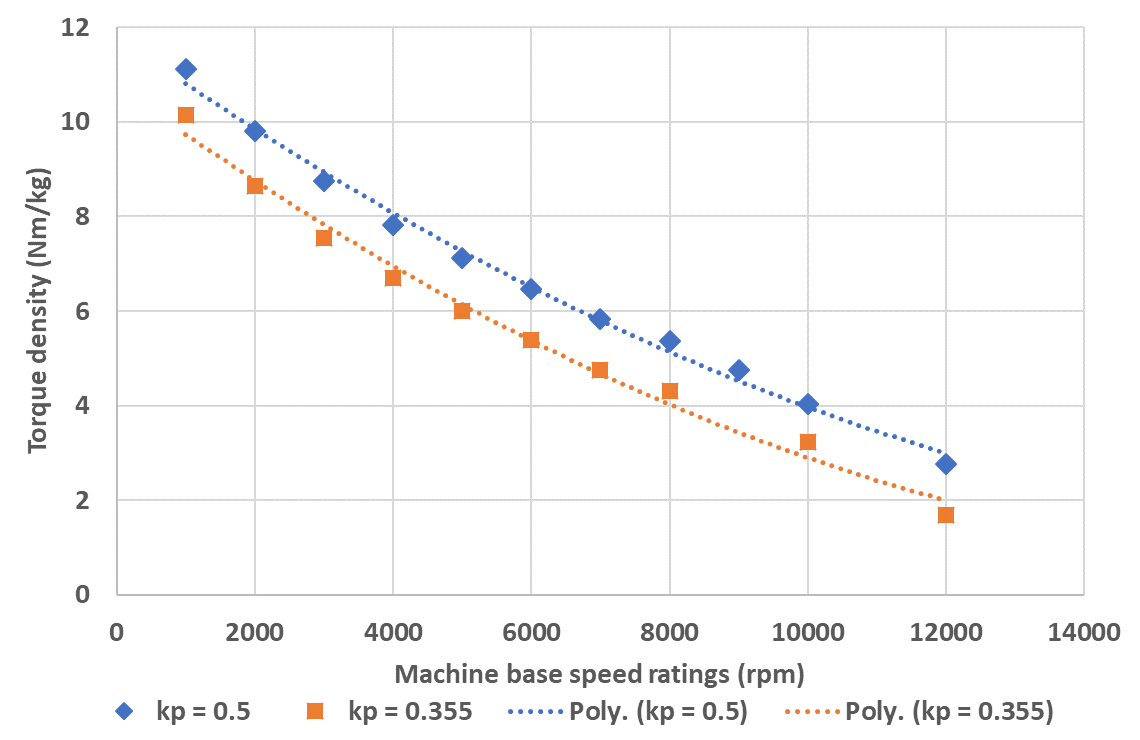 12
10
8
6
4
2
0
Torque density (Nm/kg)
0 2000 4000 6000 8000 10000 12000 14000
Machine base speed ratings (rpm)
kp = 0.5 kp = 0.355 Poly. (kp = 0.5) Poly. (kp = 0.355)